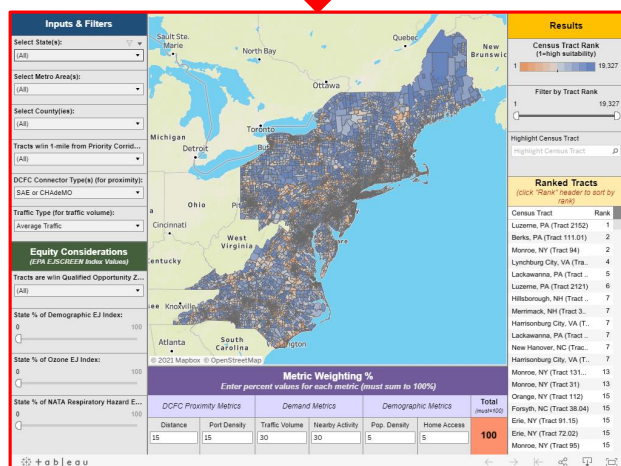 Inputs & Filters
Select State(s):
(All)
Select Metro Area(s):
(All)
Select County(ies):
(All)
Tracts w/in 1-mile from Priority Corrid...
(All)
DCFC Connector Type(s) (for proximity):
SAE or CHAdeMO
Traffic Type (for traffic volume):
Average Traffic
Equity Considerations
(EPA EJSCREEN Index Values)
Tracts are w/in Qualified Opportunity Z...
(All)
State % of Demographic EJ Index:
0 100
State % of Ozone EJ Index:
0 100
State % of NATA Respiratory Hazard E...
0 100
Sault Ste.
Marie
North
Bay
Quebec
New
Brunswic
Ottawa
Toronto
Michigan
Detroit
Ohio
Cincinnati
West
Virginia
Kentucky
Knoxville
Atlanta
South
Carolina
© 2021 Mapbox © OpenStreetMap
Metric Weighting %
Enter percent values for each metric (must sum to 100%)
DCFC Proximity Metrics Demand Metrics Demographic Metrics Total
(must=100)
Distance Port Density Traffic Volume Nearby Activity Pop. Density Home Access
15 15 30 30 5 5 100
Results
Census Tract Rank
(1=high suitability)
1 19,327
Filter by Tract Rank
1 19,327
Highlight Census Tract
Highlight Census Tract
Ranked Tracts
(click "Rank" header to sort by
rank)
Census Tract Rank
Luzerne, PA (Tract 2152) 1
Berks, PA (Tract 111.01) 2
Monroe, NY (Tract 94) 2
Lynchburg City, VA (Tra.. 4
Lackawanna, PA (Tract .. 5
Luzerne, PA (Tract 2121) 6
Hillsborough, NH (Tract .. 7
Merrimack, NH (Tract 3.. 7
Harrisonburg City, VA (T.. 7
Lackawanna, PA (Tract .. 7
New Hanover, NC (Trac.. 7
Harrisonburg City, VA (T.. 7
Monroe, NY (Tract 131... 13
Monroe, NY (Tract 31) 13
Orange, NY (Tract 112) 15
Forsyth, NC (Tract 38.04) 15
Erie, NY (Tract 91.15) 15
Erie, NY (Tract 72.02) 15
Monroe, NY (Tract 95) 15
+ableau